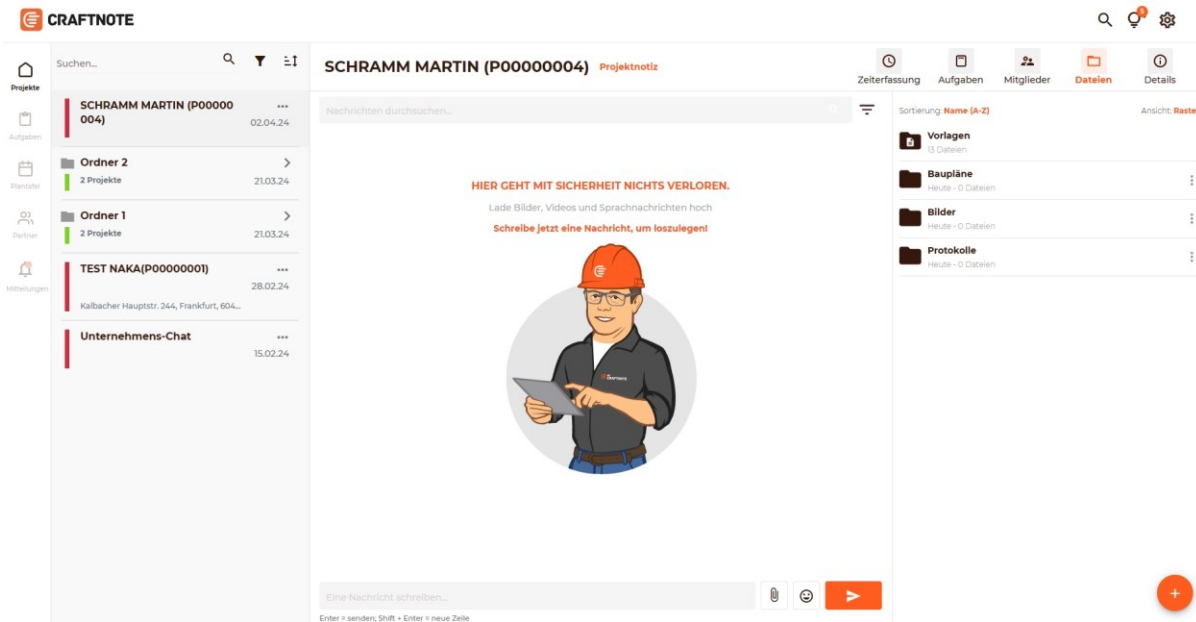 CRAFTNOTE
5
Projekte
Aufgaben
Plantafel
Partner
Mitteilungen
Suchen...
SCHRAMM MARTIN (P00000
004)
02.04.24
Ordner 2
2 Projekte
21.03.24
Ordner 1
2 Projekte
21.03.24
TEST NAKA(P00000001)
28.02.24
Kalbacher Hauptstr. 244, Frankfurt, 604...
Unternehmens-Chat
15.02.24
SCHRAMM MARTIN (P00000004) Projektnotiz
Zeiterfassung
Aufgaben
Mitglieder
Dateien
Details
Nachrichten durchsuchen...
HIER GEHT MIT SICHERHEIT NICHTS VERLOREN.
Lade Bilder, Videos und Sprachnachrichten hoch
Schreibe jetzt eine Nachricht, um loszulegen!
CRAFTNOTE
Eine Nachricht schreiben...
Enter = senden; Shift + Enter = neue Zeile
Sortierung: Name (A-Z)
Ansicht: Raste
Vorlagen
13 Dateien
Baupläne
Heute - 0 Dateien
Bilder
Heute - 0 Dateien
Protokolle
Heute - 0 Dateien